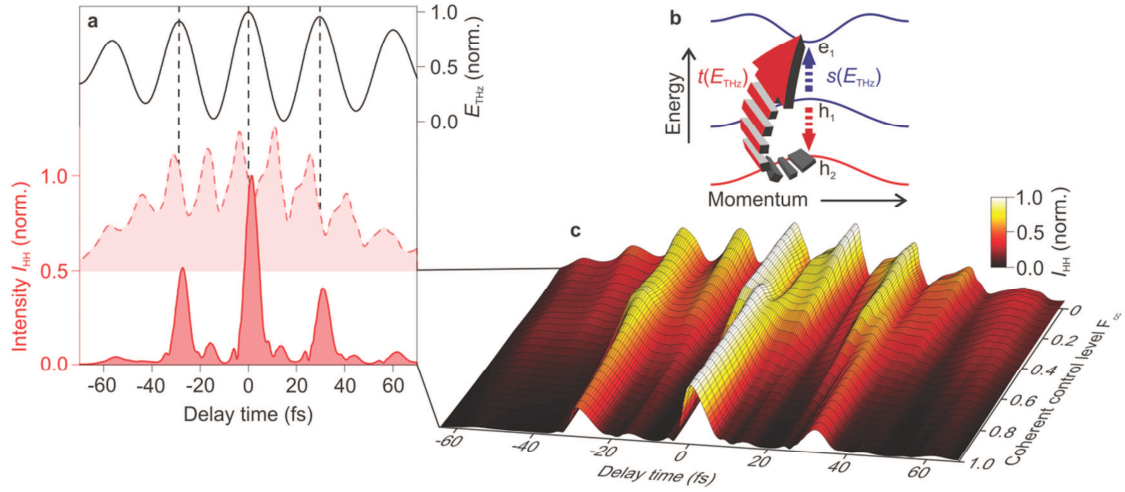 a
1.0
0.5
0.0
E_THz (norm.)
1.0
0.5
0.0
Intensity I_HH (norm.)
-60 -40 -20 0 20 40 60
Delay time (fs)
b
Energy
Momentum
t(E_THz)
s(E_THz)
e₁
h₁
h₂
c
1.0
0.5
0.0
I_HH (norm.)
0
0.2
0.4
0.6
0.8
1.0
Coherent control level F
-60 -40 -20 0 20 40 60
Delay time (fs)